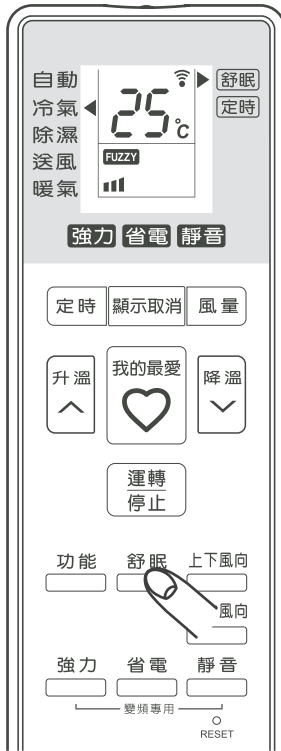 自動 舒眠
冷氣 25℃ 定時
除濕
送風 FUZZY
暖氣
強力 省電 靜音
定時 顯示取消 風量
升溫 我的最愛 降溫
運轉
停止
功能 舒眠 上下風向
風向
強力 省電 靜音
變頻專用
RESET